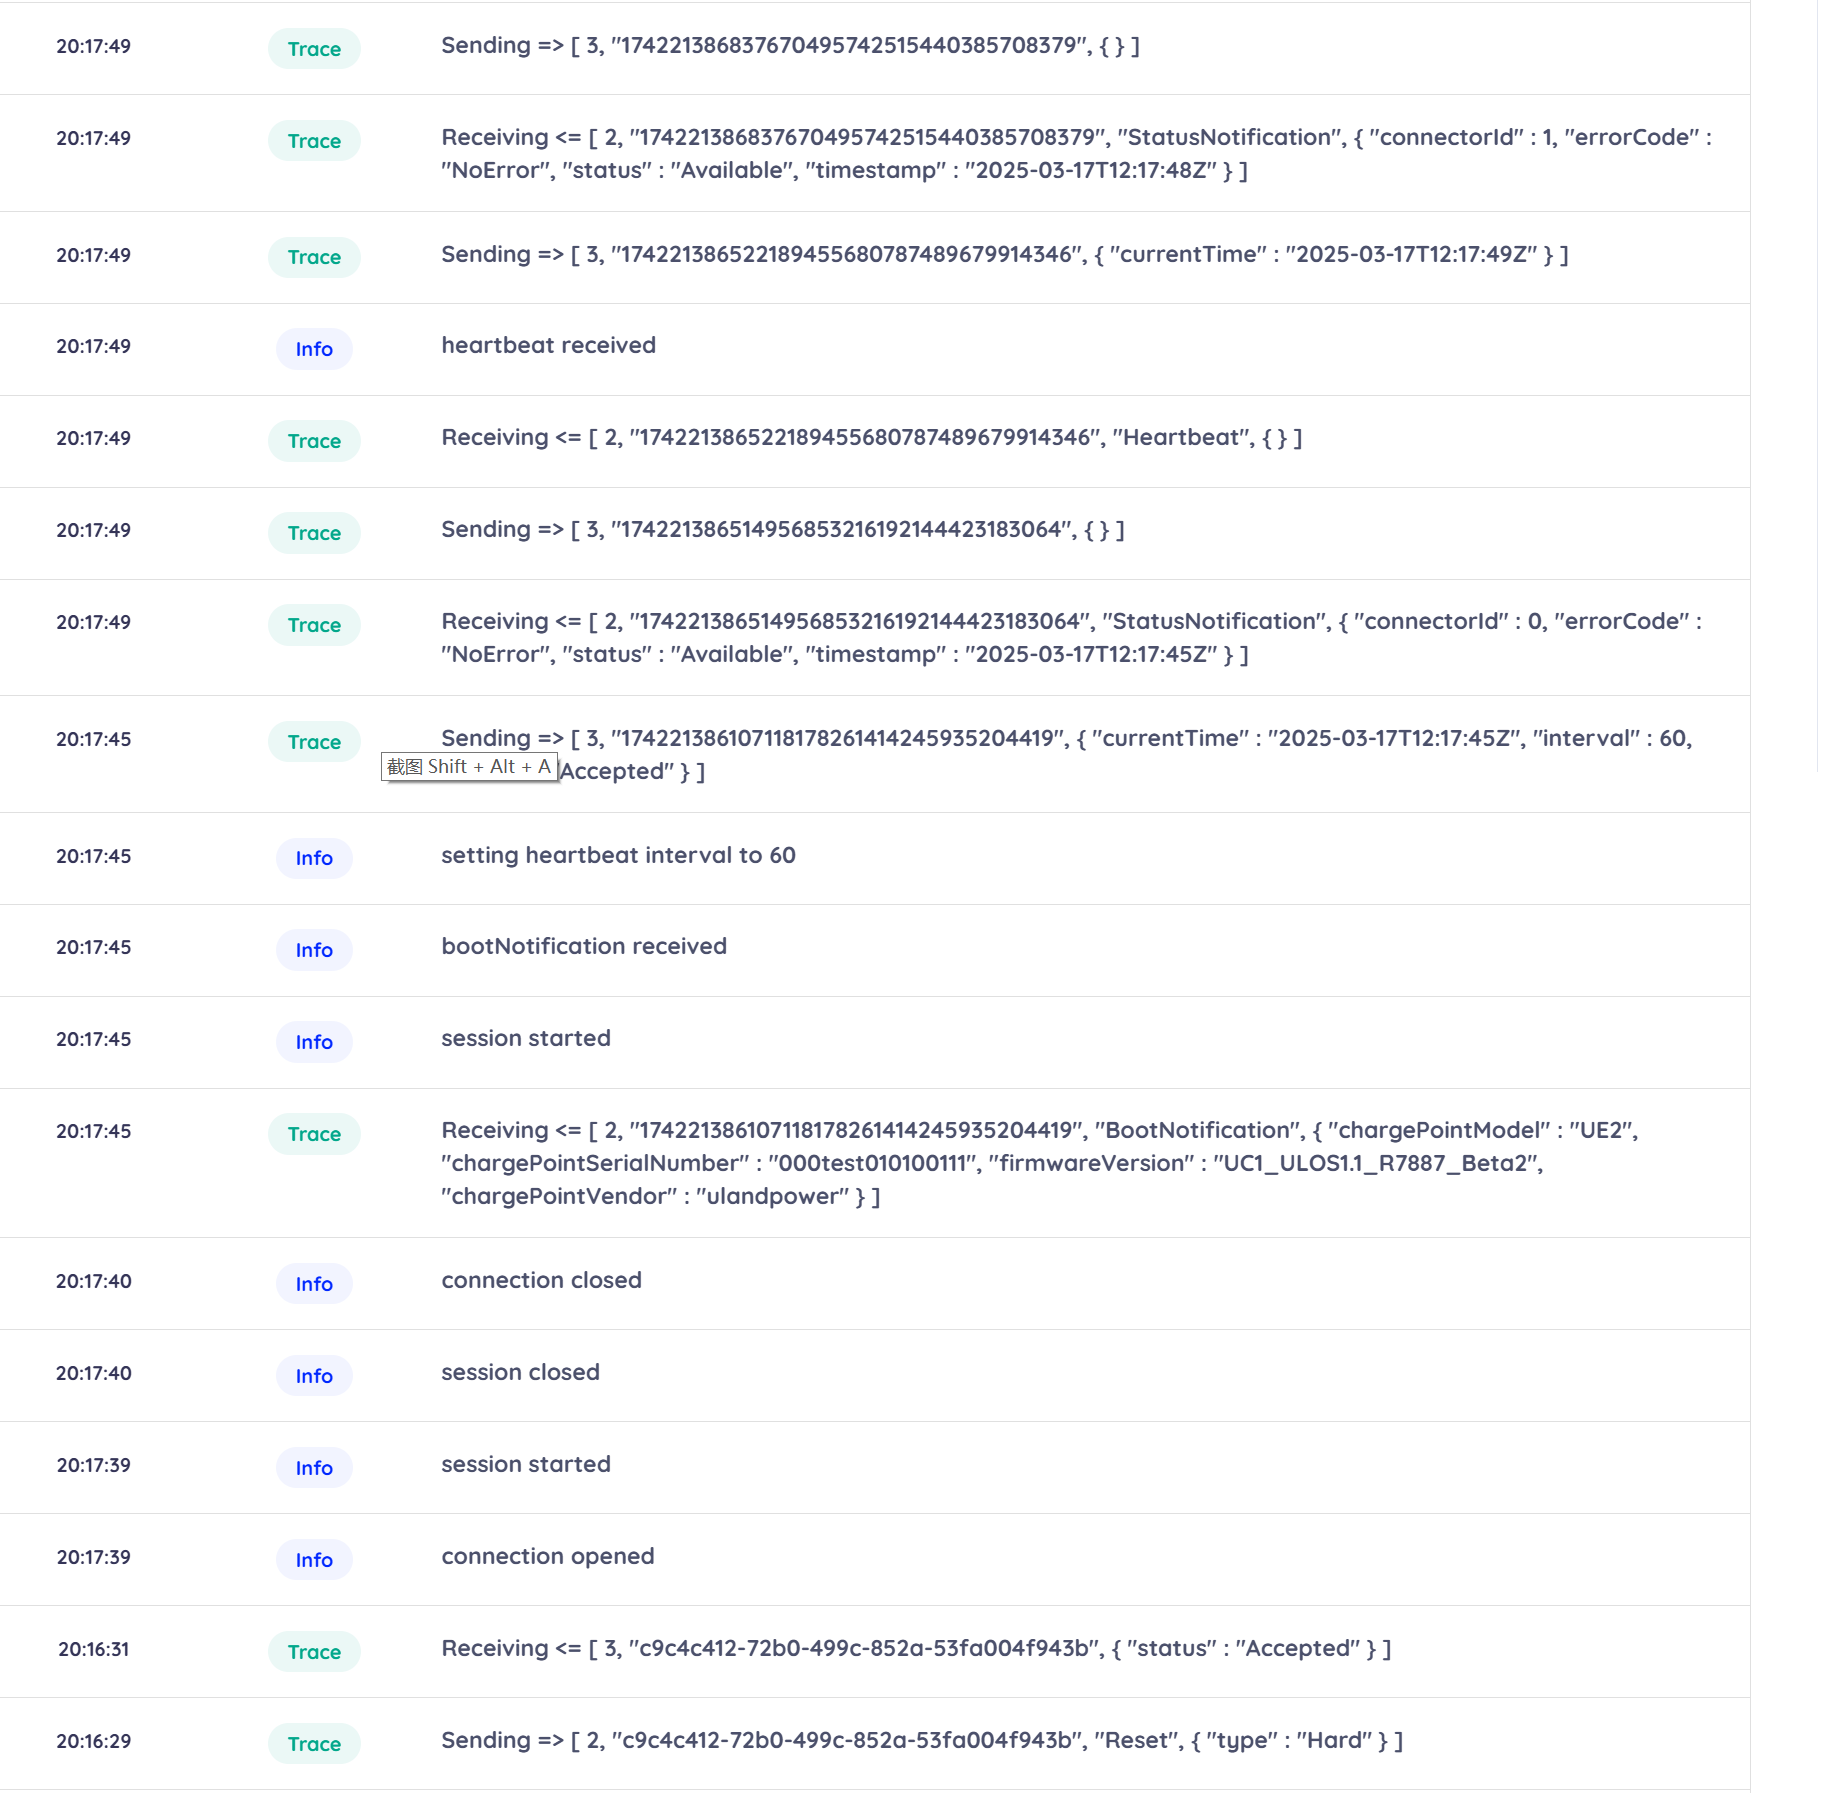 20:17:49 Trace Sending => [ 3, "1742213868376704957425154403857​08379", { } ]
20:17:49 Trace Receiving <= [ 2, "174221386837670495742515440385708379", "StatusNotification", { "connectorId" : 1, "errorCode" :
"NoError", "status" : "Available", "timestamp" : "2025-03-17T12:17:48Z" } ]
20:17:49 Trace Sending => [ 3, "174221386522189455680787489679914346", { "currentTime" : "2025-03-17T12:17:49Z" } ]
20:17:49 Info heartbeat received
20:17:49 Trace Receiving <= [ 2, "174221386522189455680787489679914346", "Heartbeat", { } ]
20:17:49 Trace Sending => [ 3, "174221386514956853216192144423183064", { } ]
20:17:49 Trace Receiving <= [ 2, "174221386514956853216192144423183064", "StatusNotification", { "connectorId" : 0, "errorCode" :
"NoError", "status" : "Available", "timestamp" : "2025-03-17T12:17:45Z" } ]
20:17:45 Trace Sending => [ 3, "174221386107118178261414245935204419", { "currentTime" : "2025-03-17T12:17:45Z", "interval" : 60,
截图 Shift + Alt + A Accepted" } ]
20:17:45 Info setting heartbeat interval to 60
20:17:45 Info bootNotification received
20:17:45 Info session started
20:17:45 Trace Receiving <= [ 2, "174221386107118178261414245935204419", "BootNotification", { "chargePointModel" : "UE2",
"chargePointSerialNumber" : "000test010100111", "firmwareVersion" : "UC1_ULOS1.1_R7887_Beta2",
"chargePointVendor" : "ulandpower" } ]
20:17:40 Info connection closed
20:17:40 Info session closed
20:17:39 Info session started
20:17:39 Info connection opened
20:16:31 Trace Receiving <= [ 3, "c9c4c412-72b0-499c-852a-53fa004f943b", { "status" : "Accepted" } ]
20:16:29 Trace Sending => [ 2, "c9c4c412-72b0-499c-852a-53fa004f943b", "Reset", { "type" : "Hard" } ]